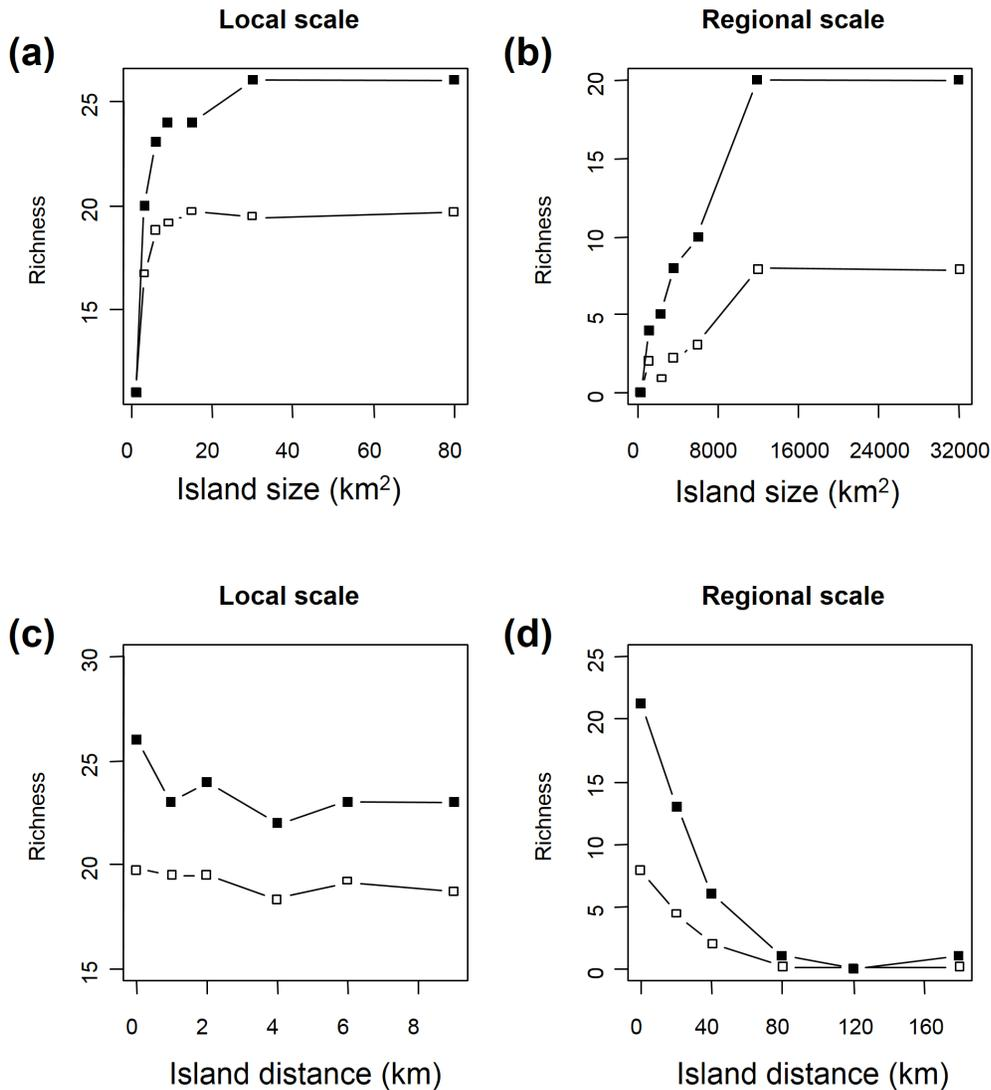 Local scale
Regional scale
(a)
(b)
Richness
15
20
25
0
20
40
60
80
Island size (km²)
Richness
0
5
10
15
20
0
8000
16000
24000
32000
Island size (km²)
Local scale
Regional scale
(c)
(d)
Richness
15
20
25
30
0
2
4
6
8
Island distance (km)
Richness
0
5
10
15
20
25
0
40
80
120
160
Island distance (km)